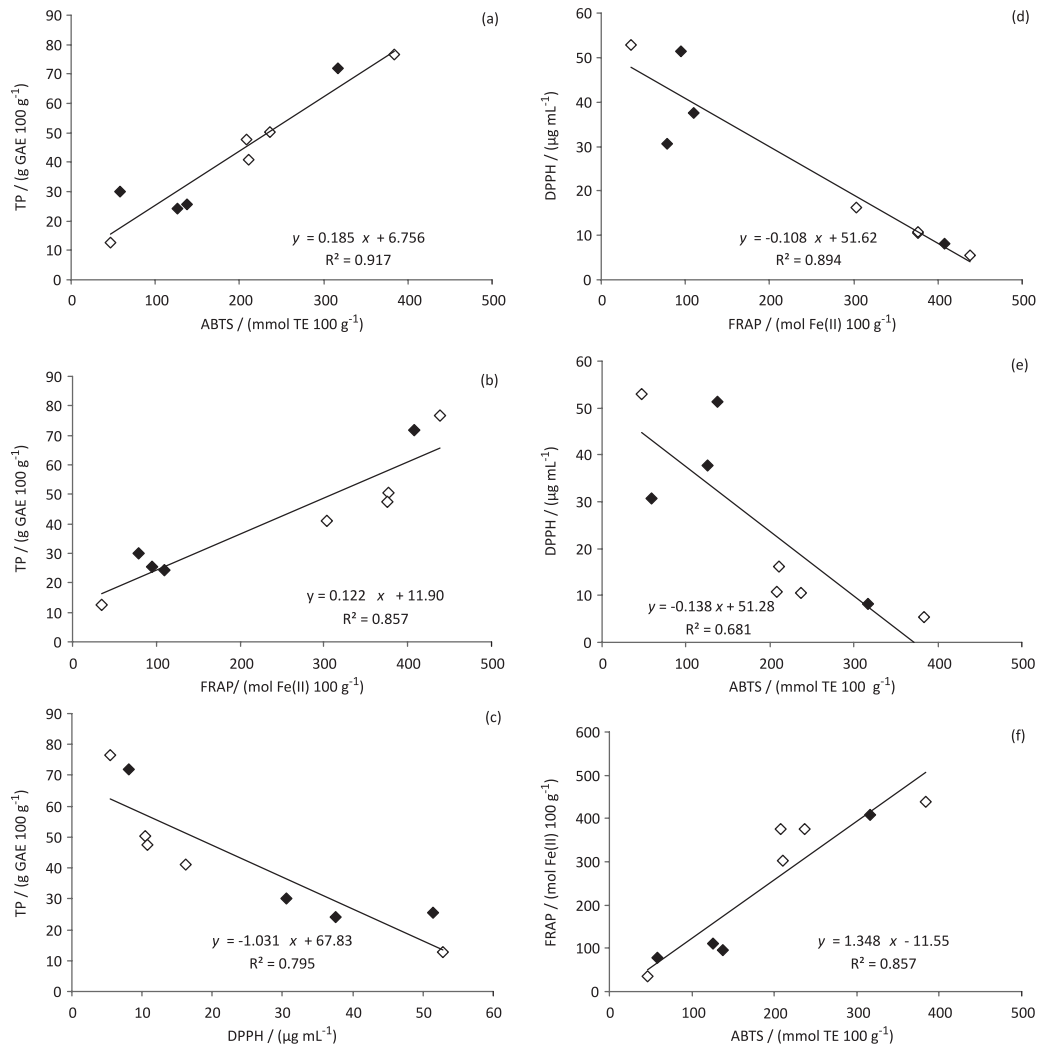 (a)
TP / (g GAE 100 g⁻¹)
90
80
70
60
50
40
30
20
10
0
y = 0.185 x + 6.756
R² = 0.917
0 100 200 300 400 500
ABTS / (mmol TE 100 g⁻¹)
(b)
TP / (g GAE 100 g⁻¹)
90
80
70
60
50
40
30
20
10
0
y = 0.122 x + 11.90
R² = 0.857
0 100 200 300 400 500
FRAP/ (mol Fe(II) 100 g⁻¹)
(c)
TP / (g GAE 100 g⁻¹)
90
80
70
60
50
40
30
20
10
0
y = -1.031 x + 67.83
R² = 0.795
0 10 20 30 40 50 60
DPPH / (µg mL⁻¹)
(d)
DPPH / (µg mL⁻¹)
60
50
40
30
20
10
0
y = -0.108 x + 51.62
R² = 0.894
0 100 200 300 400 500
FRAP / (mol Fe(II) 100 g⁻¹)
(e)
DPPH / (µg mL⁻¹)
60
50
40
30
20
10
0
y = -0.138 x + 51.28
R² = 0.681
0 100 200 300 400 500
ABTS / (mmol TE 100 g⁻¹)
(f)
FRAP / (mol Fe(II) 100 g⁻¹)
600
500
400
300
200
100
0
y = 1.348 x - 11.55
R² = 0.857
0 100 200 300 400 500
ABTS / (mmol TE 100 g⁻¹)